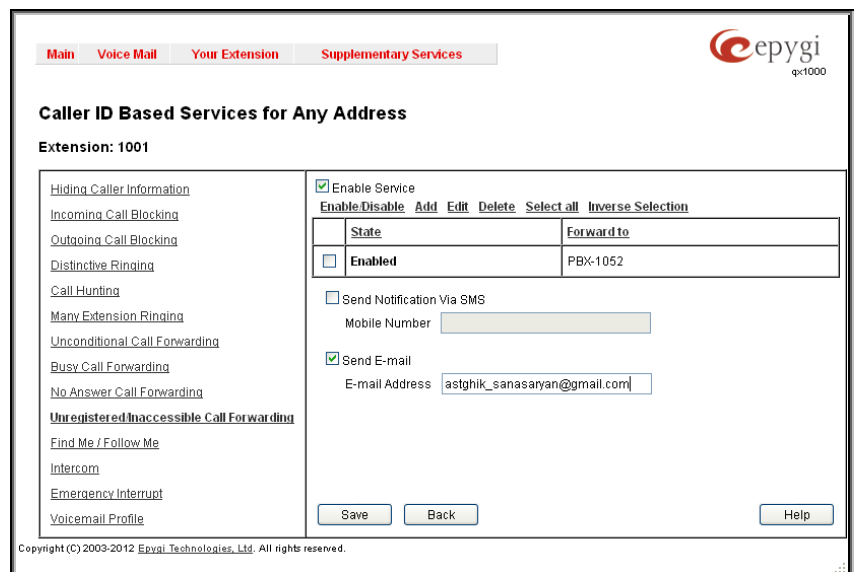 Main Voice Mail Your Extension Supplementary Services
epygi
qx1000
Caller ID Based Services for Any Address
Extension: 1001
Hiding Caller Information
Incoming Call Blocking
Outgoing Call Blocking
Distinctive Ringing
Call Hunting
Many Extension Ringing
Unconditional Call Forwarding
Busy Call Forwarding
No Answer Call Forwarding
Unregistered/Inaccessible Call Forwarding
Find Me / Follow Me
Intercom
Emergency Interrupt
Voicemail Profile
Enable Service
Enable/Disable Add Edit Delete Select all Inverse Selection
State Forward to
Enabled PBX-1052
Send Notification Via SMS
Mobile Number
Send E-mail
E-mail Address astghik_sanasaryan@gmail.com
Save Back Help
Copyright (C) 2003-2012 Epygi Technologies, Ltd. All rights reserved.